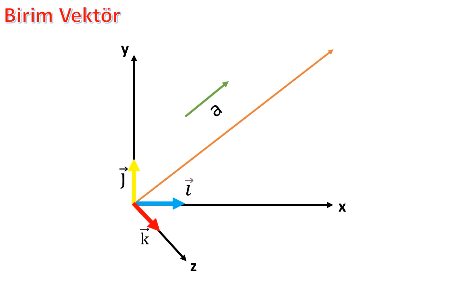 Birim Vektör
y
a
j⃗
i⃗
x
k⃗
z